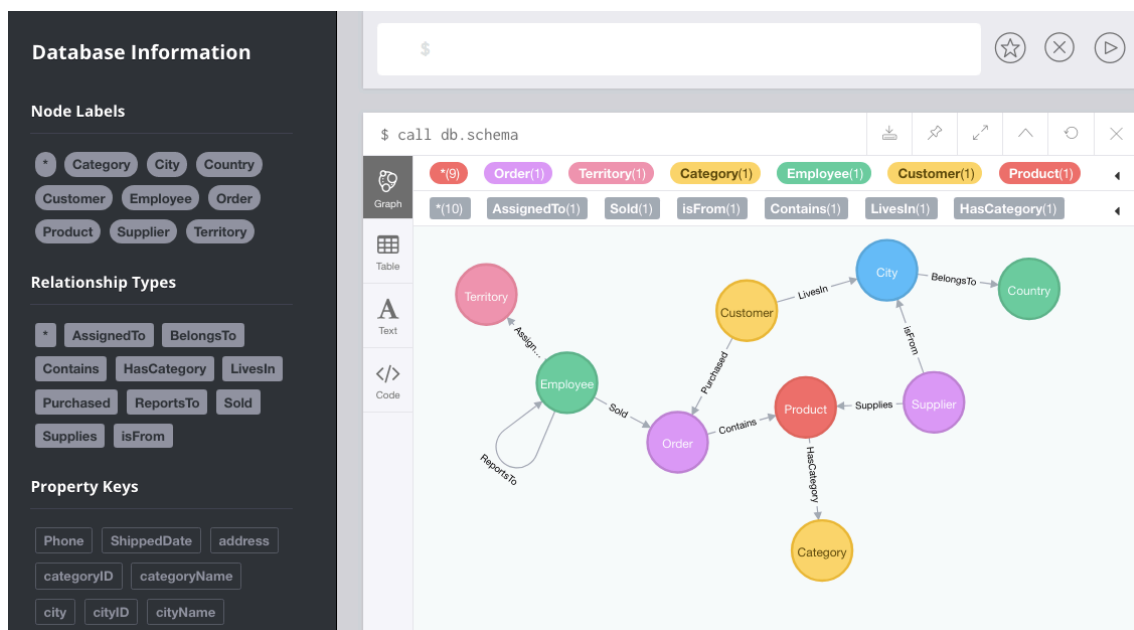 Database Information
Node Labels
* Category City Country
Customer Employee Order
Product Supplier Territory
Relationship Types
* AssignedTo BelongsTo
Contains HasCategory LivesIn
Purchased ReportsTo Sold
Supplies isFrom
Property Keys
Phone ShippedDate address
categoryID categoryName
city cityID cityName
$
$ call db.schema
Graph
Table
A
Text
</>
Code
*(9) Order(1) Territory(1) Category(1) Employee(1) Customer(1) Product(1)
*(10) AssignedTo(1) Sold(1) isFrom(1) Contains(1) LivesIn(1) HasCategory(1)
Territory
Assign...
Employee
ReportsTo
Sold
Order
Purchased
Customer
LivesIn
City
BelongsTo
Country
isFrom
Supplier
Supplies
Product
Contains
HasCategory
Category